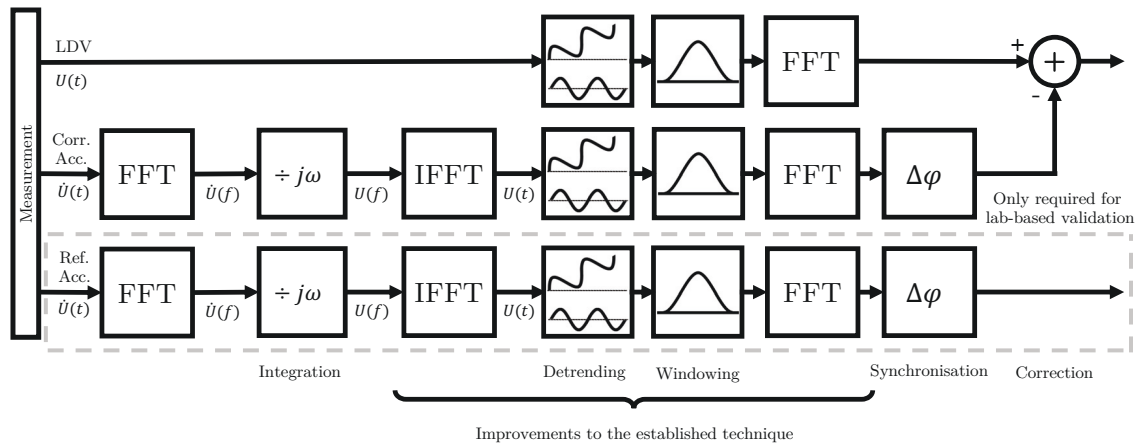 Measurement
LDV
U(t)
FFT
+
+
-
Corr.
Acc.
U̇(t)
FFT
U̇(f)
÷ jω
U(f)
IFFT
U(t)
FFT
Δφ
Only required for
lab-based validation
Ref.
Acc.
U̇(t)
FFT
U̇(f)
÷ jω
U(f)
IFFT
U(t)
FFT
Δφ
Integration
Detrending
Windowing
Synchronisation
Correction
Improvements to the established technique